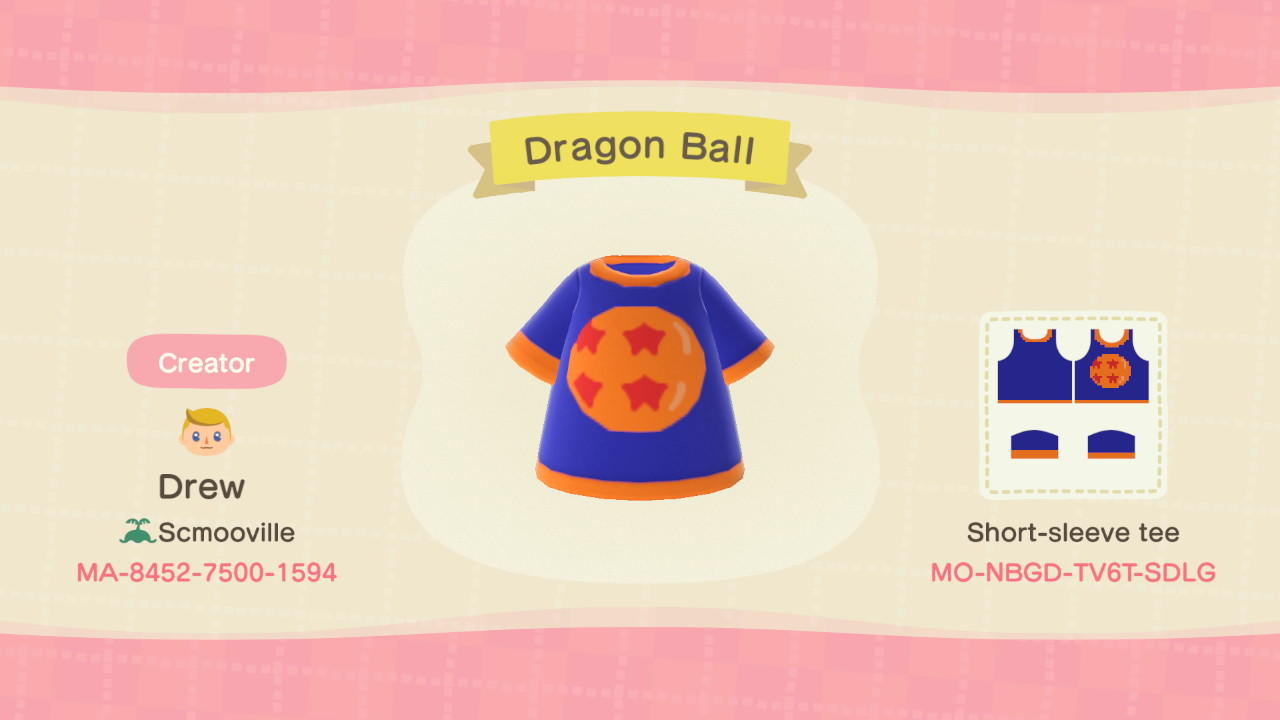 Dragon Ball
Creator
Drew
Scmooville
MA-8452-7500-1594
Short-sleeve tee
MO-NBGD-TV6T-SDLG